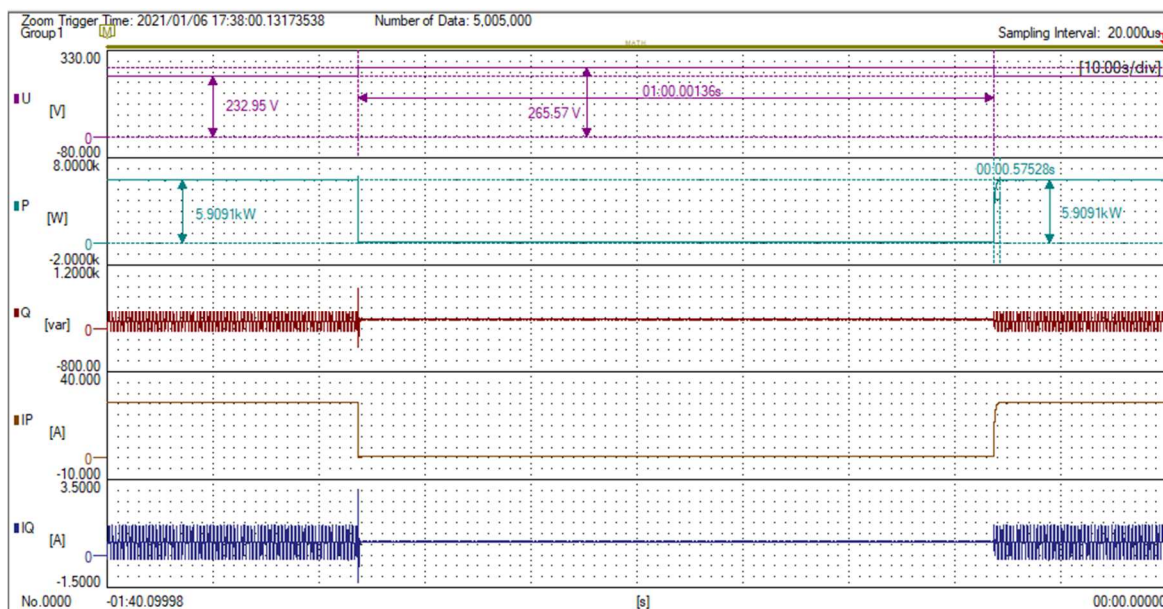 Zoom Trigger Time: 2021/01/06 17:38:00.13173538 Number of Data: 5,005,000
Group1 M Sampling Interval: 20.000us
MATH
330.00 [10.00s/div]
U 01:00.00136s
[V] 232.95 V 265.57 V
0
-80.000
8.0000k
00:00.57528s
P
[W] 5.9091kW 5.9091kW
0
-2.0000k
1.2000k
Q
[var]
0
-800.00
40.000
IP
[A]
0
-10.000
3.5000
IQ
[A]
0
-1.5000
No.0000 -01:40.09998 [s] 00:00.00000